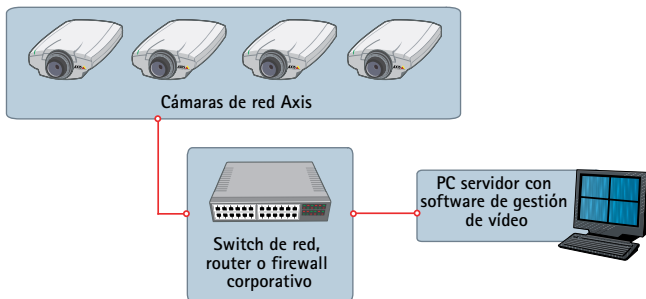 Cámaras de red Axis
Switch de red,
router o firewall
corporativo
PC servidor con
software de gestión
de vídeo